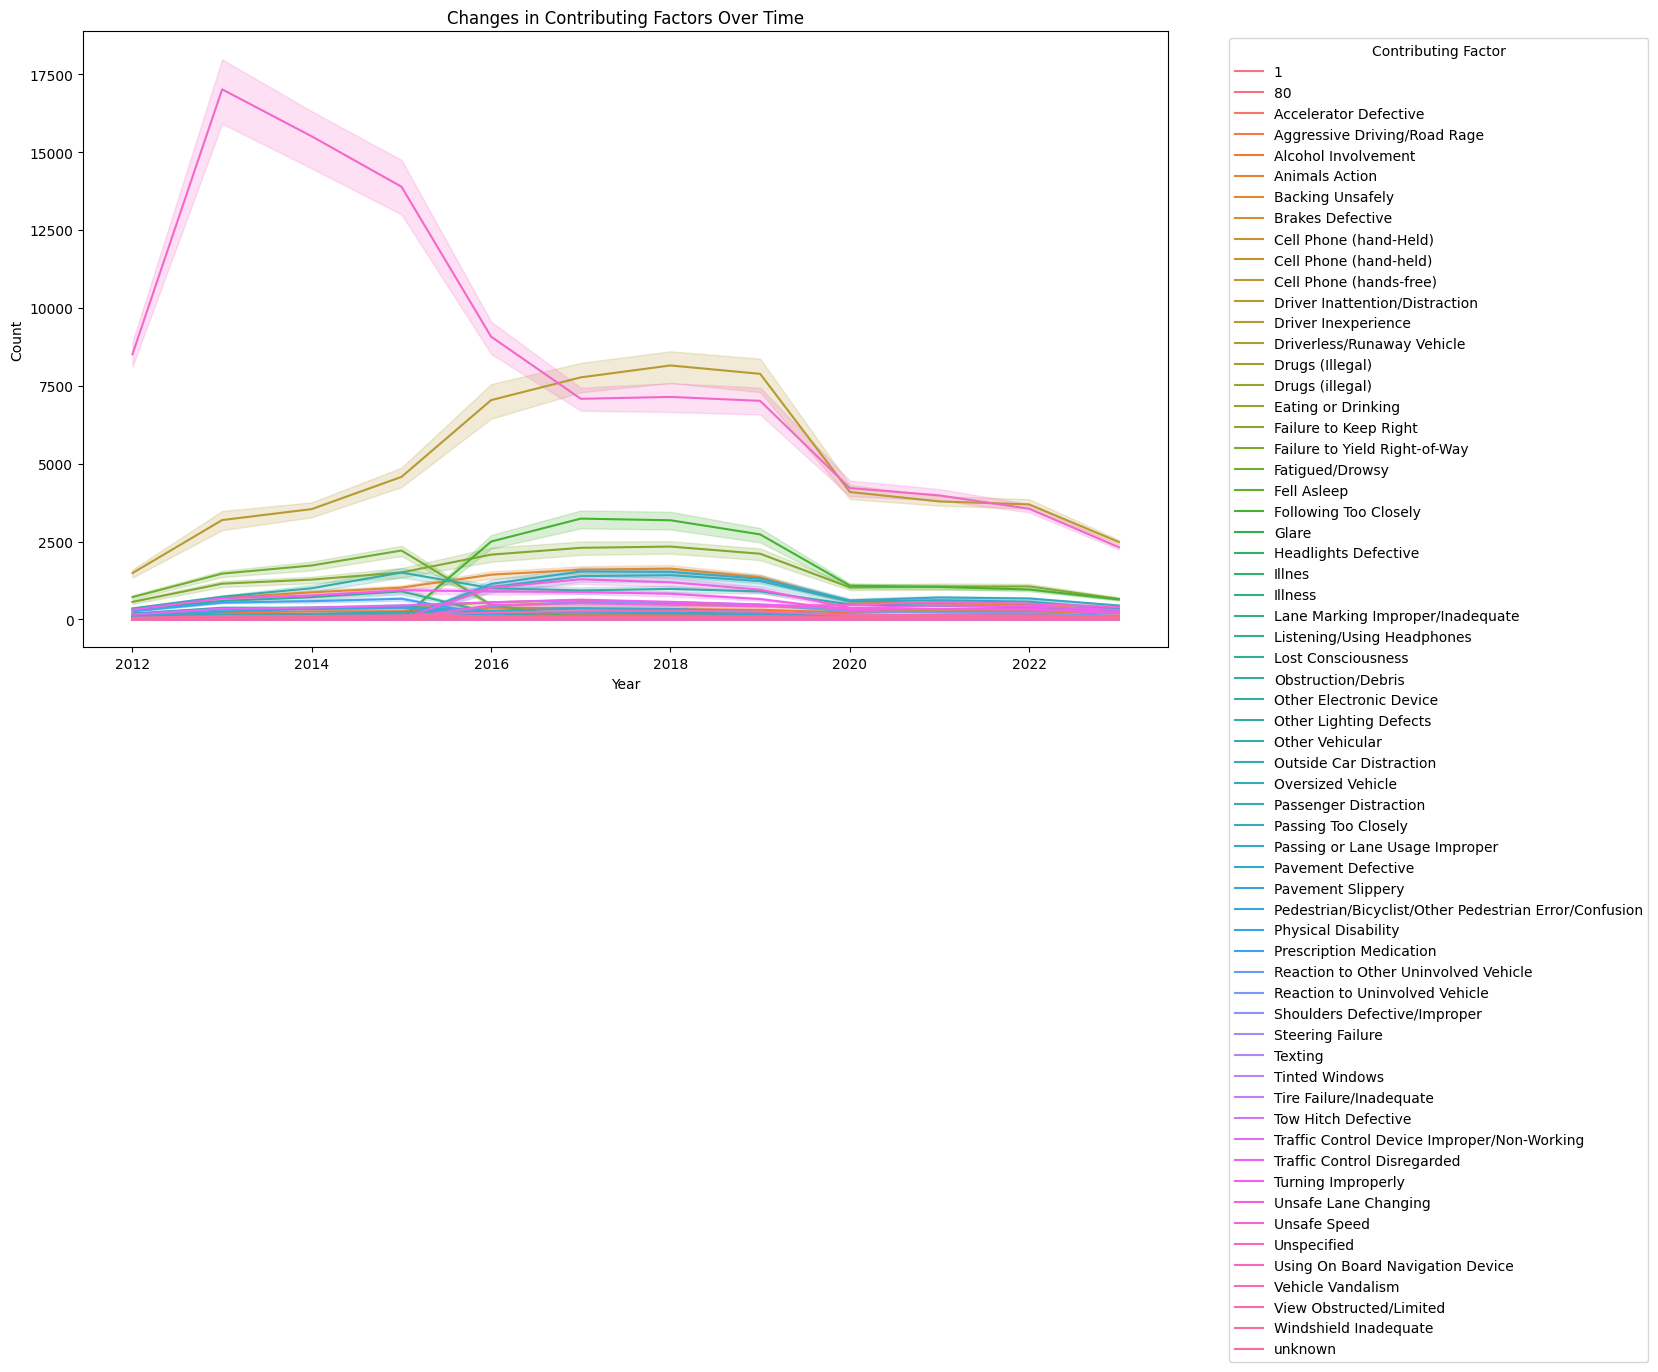 Changes in Contributing Factors Over Time
17500
15000
12500
10000
7500
5000
2500
0
Count
2012
2014
2016
2018
2020
2022
Year
Contributing Factor
1
80
Accelerator Defective
Aggressive Driving/Road Rage
Alcohol Involvement
Animals Action
Backing Unsafely
Brakes Defective
Cell Phone (hand-Held)
Cell Phone (hand-held)
Cell Phone (hands-free)
Driver Inattention/Distraction
Driver Inexperience
Driverless/Runaway Vehicle
Drugs (Illegal)
Drugs (illegal)
Eating or Drinking
Failure to Keep Right
Failure to Yield Right-of-Way
Fatigued/Drowsy
Fell Asleep
Following Too Closely
Glare
Headlights Defective
Illnes
Illness
Lane Marking Improper/Inadequate
Listening/Using Headphones
Lost Consciousness
Obstruction/Debris
Other Electronic Device
Other Lighting Defects
Other Vehicular
Outside Car Distraction
Oversized Vehicle
Passenger Distraction
Passing Too Closely
Passing or Lane Usage Improper
Pavement Defective
Pavement Slippery
Pedestrian/Bicyclist/Other Pedestrian Error/Confusion
Physical Disability
Prescription Medication
Reaction to Other Uninvolved Vehicle
Reaction to Uninvolved Vehicle
Shoulders Defective/Improper
Steering Failure
Texting
Tinted Windows
Tire Failure/Inadequate
Tow Hitch Defective
Traffic Control Device Improper/Non-Working
Traffic Control Disregarded
Turning Improperly
Unsafe Lane Changing
Unsafe Speed
Unspecified
Using On Board Navigation Device
Vehicle Vandalism
View Obstructed/Limited
Windshield Inadequate
unknown